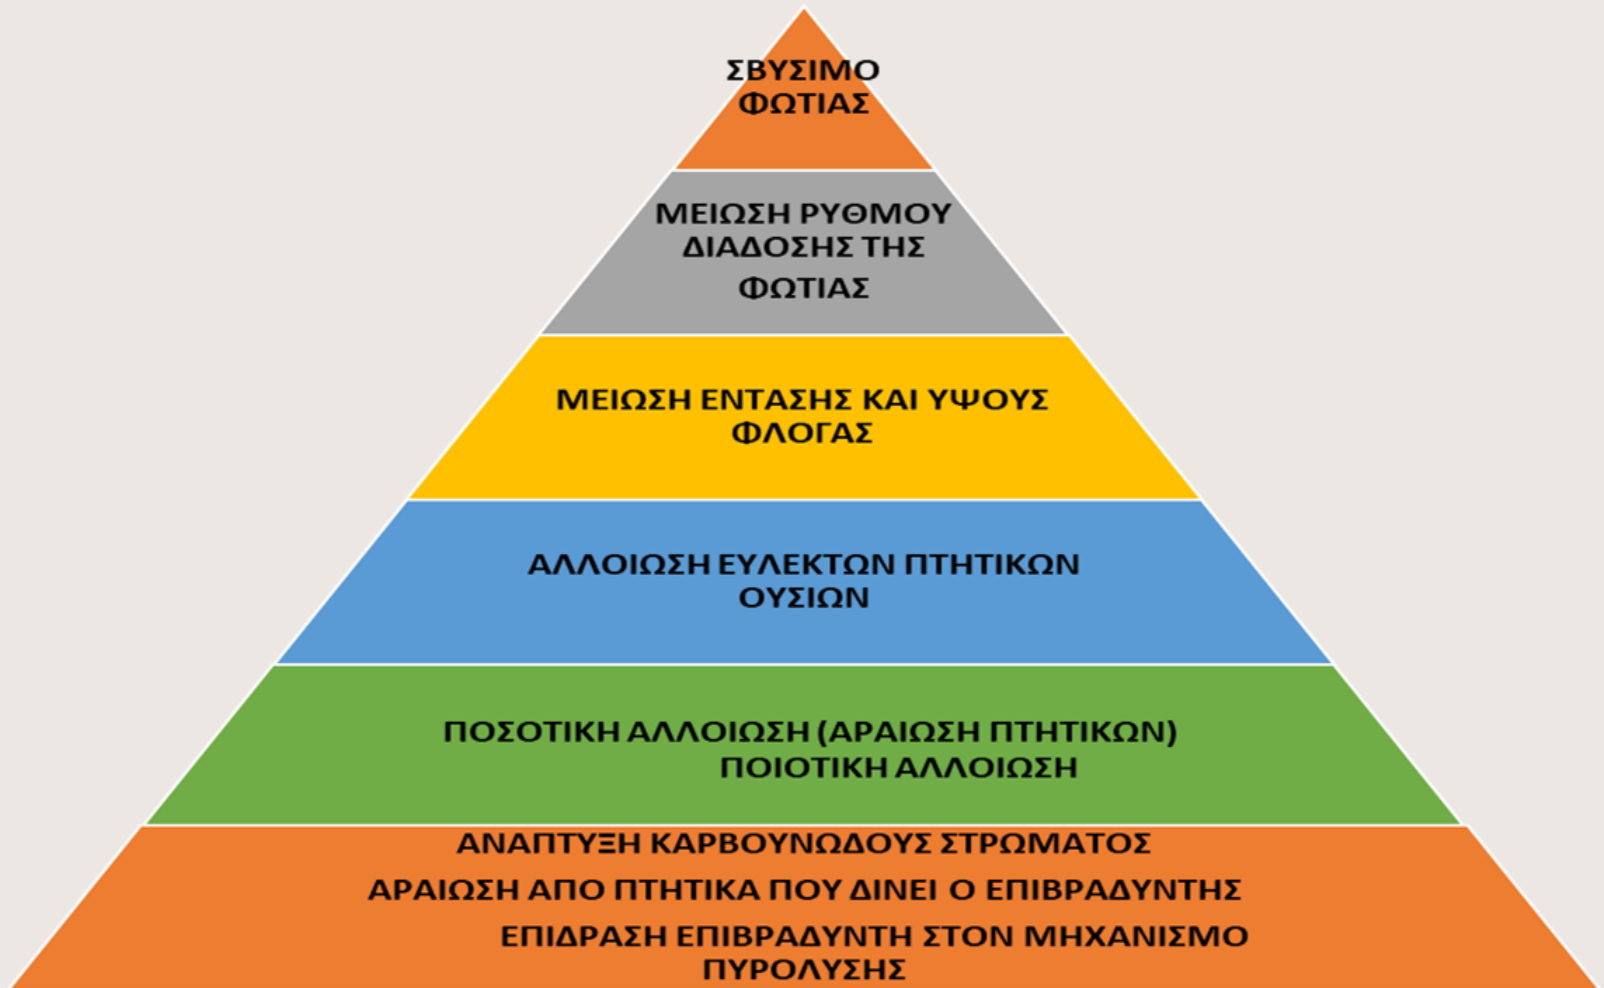 ΣΒΥΣΙΜΟ
ΦΩΤΙΑΣ
ΜΕΙΩΣΗ ΡΥΘΜΟΥ
ΔΙΑΔΟΣΗΣ ΤΗΣ
ΦΩΤΙΑΣ
ΜΕΙΩΣΗ ΕΝΤΑΣΗΣ ΚΑΙ ΥΨΟΥΣ
ΦΛΟΓΑΣ
ΑΛΛΟΙΩΣΗ ΕΥΛΕΚΤΩΝ ΠΤΗΤΙΚΩΝ
ΟΥΣΙΩΝ
ΠΟΣΟΤΙΚΗ ΑΛΛΟΙΩΣΗ (ΑΡΑΙΩΣΗ ΠΤΗΤΙΚΩΝ)
ΠΟΙΟΤΙΚΗ ΑΛΛΟΙΩΣΗ
ΑΝΑΠΤΥΞΗ ΚΑΡΒΟΥΝΩΔΟΥΣ ΣΤΡΩΜΑΤΟΣ
ΑΡΑΙΩΣΗ ΑΠΟ ΠΤΗΤΙΚΑ ΠΟΥ ΔΙΝΕΙ Ο ΕΠΙΒΡΑΔΥΝΤΗΣ
ΕΠΙΔΡΑΣΗ ΕΠΙΒΡΑΔΥΝΤΗ ΣΤΟΝ ΜΗΧΑΝΙΣΜΟ
ΠΥΡΟΛΥΣΗΣ